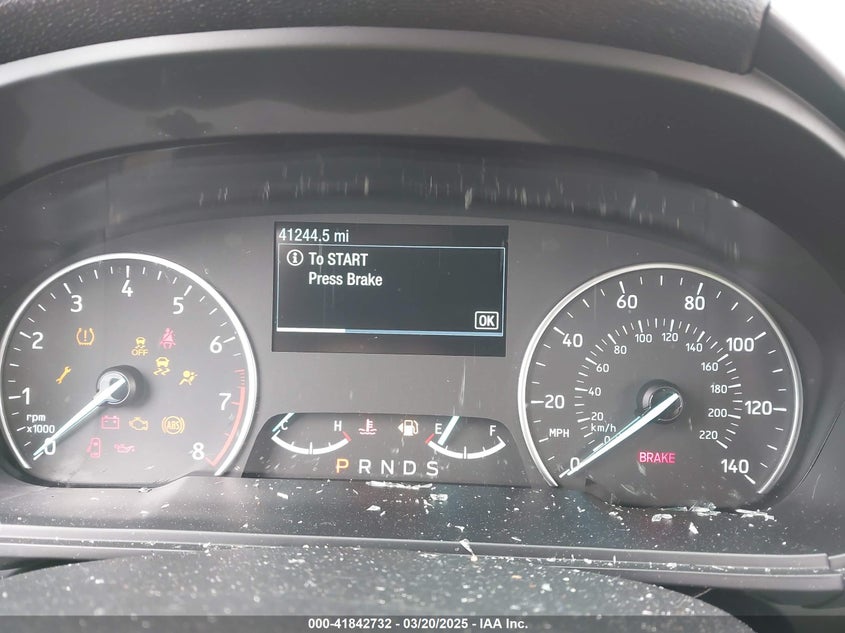 41244.5 mi
i To START
Press Brake
OK
0 1 2 3 4 5 6 7 8
rpm
x1000
OFF
ABS
C H E F
P R N D S
0 20 40 60 80 100 120 140
MPH
0 20 40 60 80 100 120 140 160 180 200 220
km/h
BRAKE
000-41842732 - 03/20/2025 - IAA Inc.